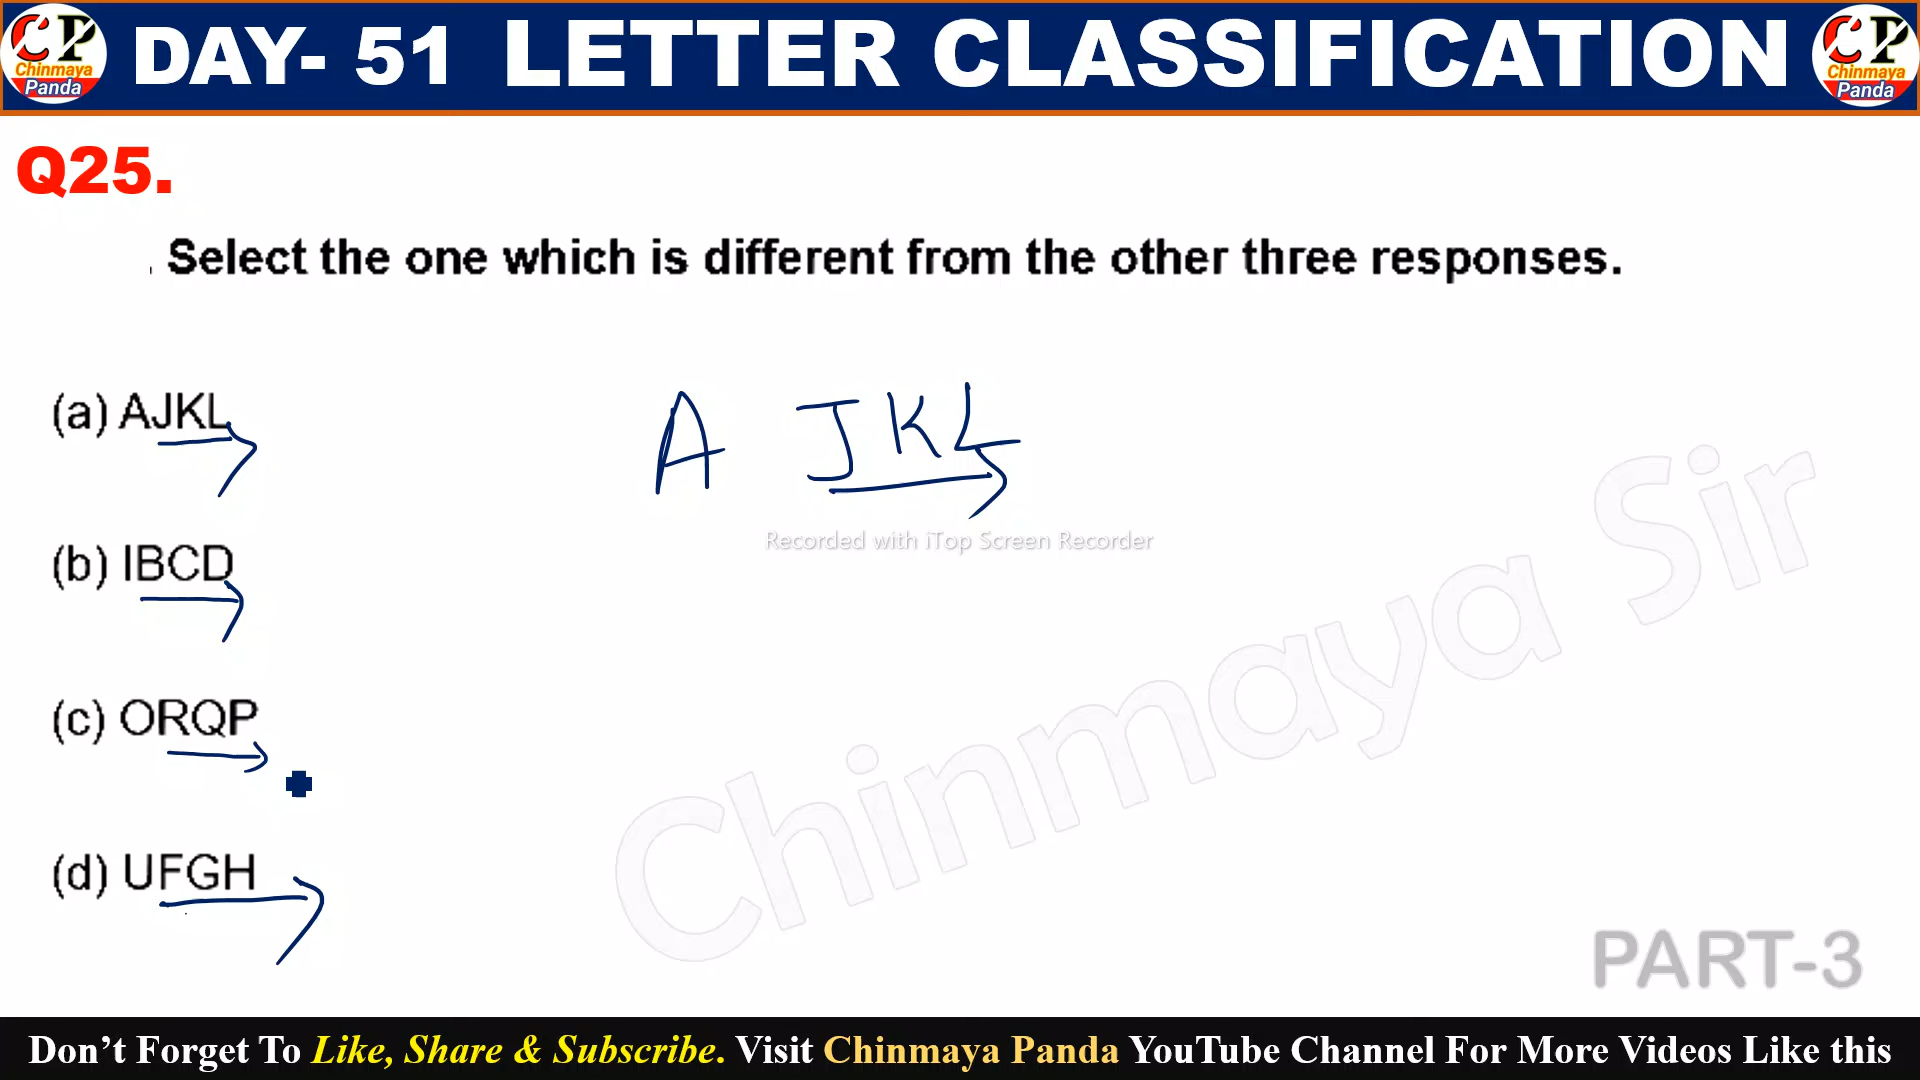 CP Chinmaya Panda
DAY- 51 LETTER CLASSIFICATION
CP Chinmaya Panda
Q25.
. Select the one which is different from the other three responses.
(a) AJKL
A JKL
Recorded with iTop Screen Recorder
(b) IBCD
(c) ORQP
(d) UFGH
Chinmaya Sir
PART-3
Don’t Forget To Like, Share & Subscribe. Visit Chinmaya Panda YouTube Channel For More Videos Like this